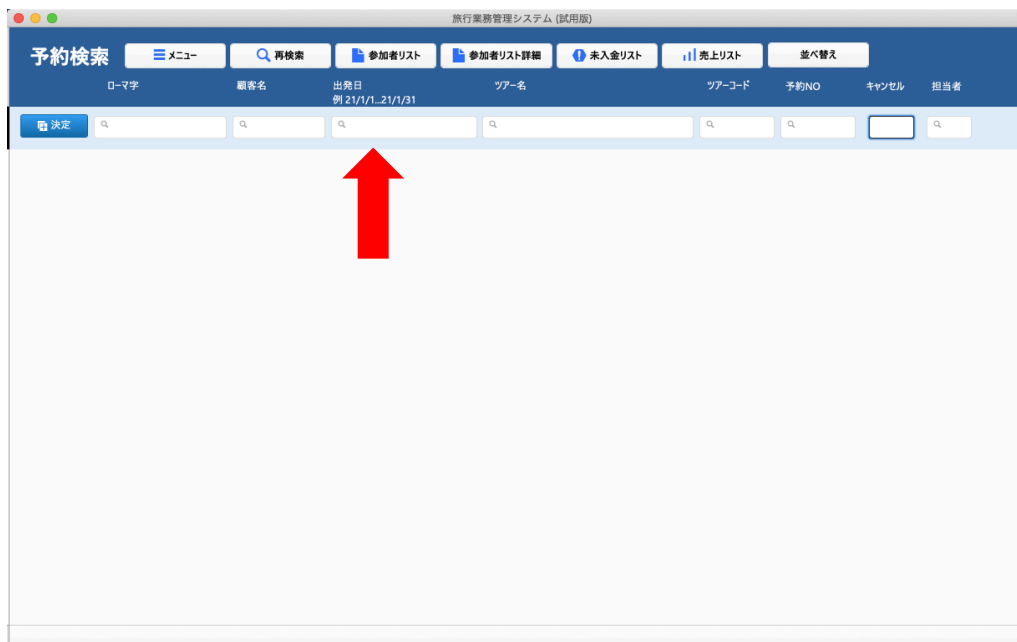 旅行業務管理システム (試用版)
予約検索 メニュー 再検索 参加者リスト 参加者リスト詳細 未入金リスト 売上リスト 並べ替え
ローマ字 顧客名 出発日 ツアー名 ツアーコード 予約NO キャンセル 担当者
例 21/1/1...21/1/31
決定